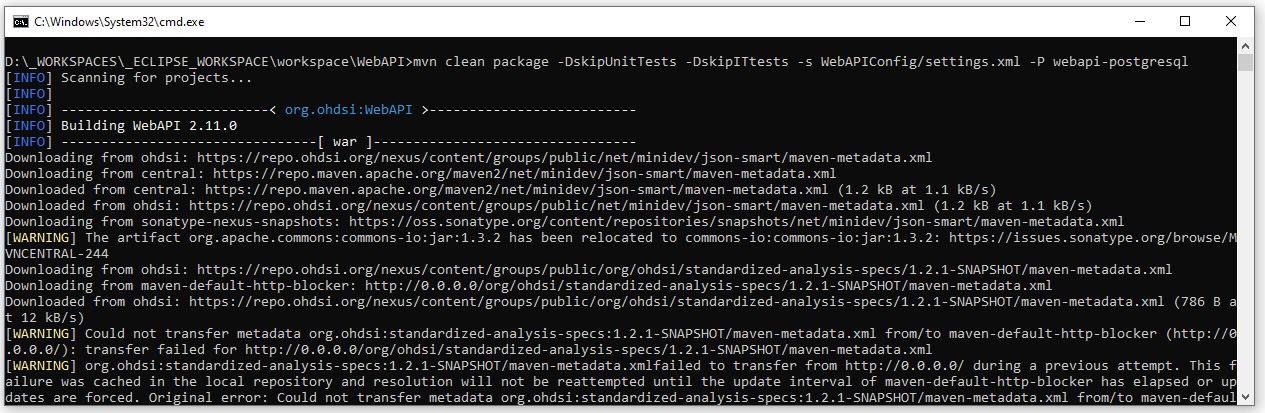 C:\Windows\System32\cmd.exe
D:\_WORKSPACES\_ECLIPSE_WORKSPACE\workspace\WebAPI>mvn clean package -DskipUnitTests -DskipITtests -s WebAPIConfig/settings.xml -P webapi-postgresql
[INFO] Scanning for projects...
[INFO]
[INFO] --------------------------< org.ohdsi:WebAPI >--------------------------
[INFO] Building WebAPI 2.11.0
[INFO] --------------------------------[ war ]---------------------------------
Downloading from ohdsi: https://repo.ohdsi.org/nexus/content/groups/public/net/minidev/json-smart/maven-metadata.xml
Downloading from central: https://repo.maven.apache.org/maven2/net/minidev/json-smart/maven-metadata.xml
Downloaded from central: https://repo.maven.apache.org/maven2/net/minidev/json-smart/maven-metadata.xml (1.2 kB at 1.1 kB/s)
Downloaded from ohdsi: https://repo.ohdsi.org/nexus/content/groups/public/net/minidev/json-smart/maven-metadata.xml (1.2 kB at 1.1 kB/s)
Downloading from sonatype-nexus-snapshots: https://oss.sonatype.org/content/repositories/snapshots/net/minidev/json-smart/maven-metadata.xml
[WARNING] The artifact org.apache.commons:commons-io:jar:1.3.2 has been relocated to commons-io:commons-io:jar:1.3.2: https://issues.sonatype.org/browse/M
VNCENTRAL-244
Downloading from ohdsi: https://repo.ohdsi.org/nexus/content/groups/public/org/ohdsi/standardized-analysis-specs/1.2.1-SNAPSHOT/maven-metadata.xml
Downloading from maven-default-http-blocker: http://0.0.0.0/org/ohdsi/standardized-analysis-specs/1.2.1-SNAPSHOT/maven-metadata.xml
Downloaded from ohdsi: https://repo.ohdsi.org/nexus/content/groups/public/org/ohdsi/standardized-analysis-specs/1.2.1-SNAPSHOT/maven-metadata.xml (786 B a
t 12 kB/s)
[WARNING] Could not transfer metadata org.ohdsi:standardized-analysis-specs:1.2.1-SNAPSHOT/maven-metadata.xml from/to maven-default-http-blocker (http://0
.0.0.0/): transfer failed for http://0.0.0.0/org/ohdsi/standardized-analysis-specs/1.2.1-SNAPSHOT/maven-metadata.xml
[WARNING] org.ohdsi:standardized-analysis-specs:1.2.1-SNAPSHOT/maven-metadata.xmlfailed to transfer from http://0.0.0.0/ during a previous attempt. This f
ailure was cached in the local repository and resolution will not be reattempted until the update interval of maven-default-http-blocker has elapsed or up
dates are forced. Original error: Could not transfer metadata org.ohdsi:standardized-analysis-specs:1.2.1-SNAPSHOT/maven-metadata.xml from/to maven-defaul